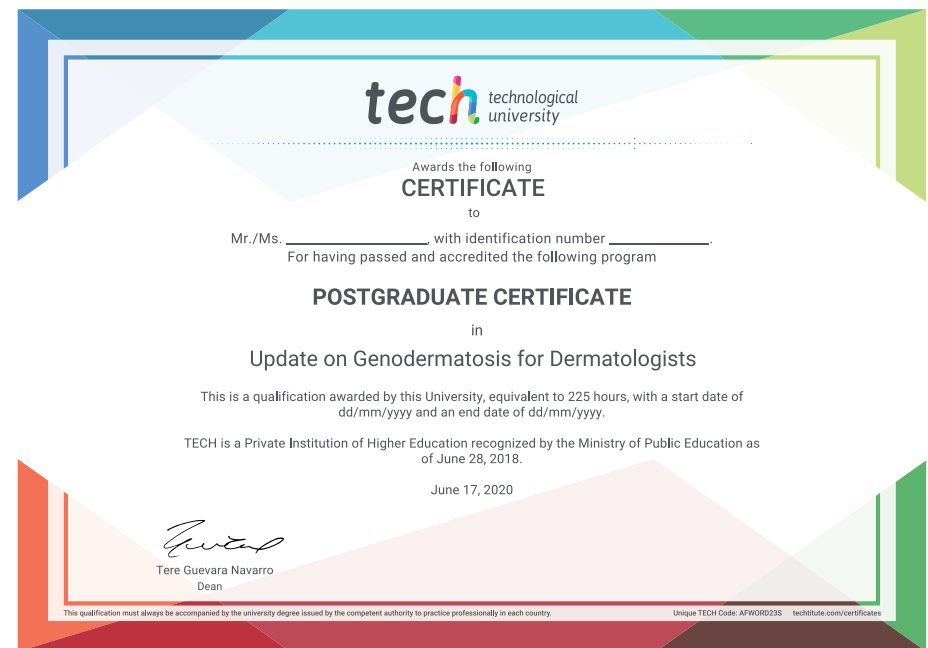 tech technological
university
Awards the following
CERTIFICATE
to
Mr./Ms. ____________________, with identification number ______________.
For having passed and accredited the following program
POSTGRADUATE CERTIFICATE
in
Update on Genodermatosis for Dermatologists
This is a qualification awarded by this University, equivalent to 225 hours, with a start date of
dd/mm/yyyy and an end date of dd/mm/yyyy.
TECH is a Private Institution of Higher Education recognized by the Ministry of Public Education as
of June 28, 2018.
June 17, 2020
Tere Guevara Navarro
Dean
This qualification must always be accompanied by the university degree issued by the competent authority to practice professionally in each country. Unique TECH Code: AFWORD23S techtitute.com/certificates